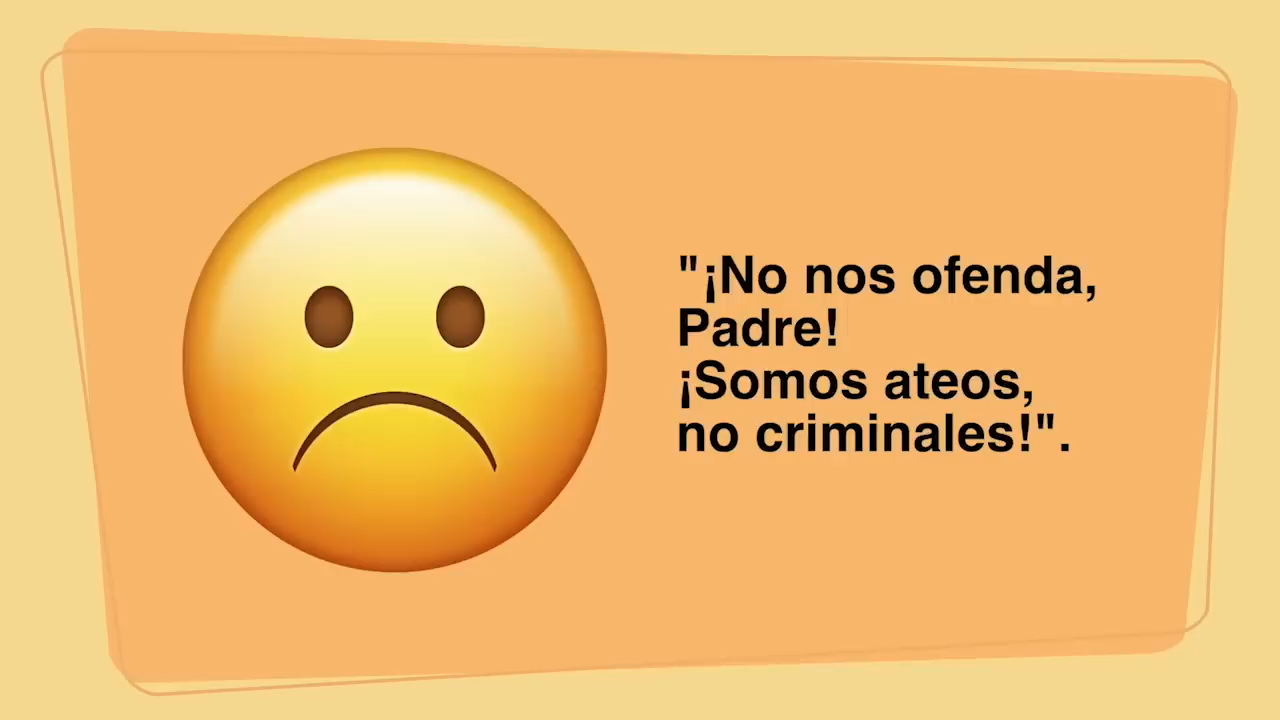 "¡No nos ofenda,
Padre!
¡Somos ateos,
no criminales!".